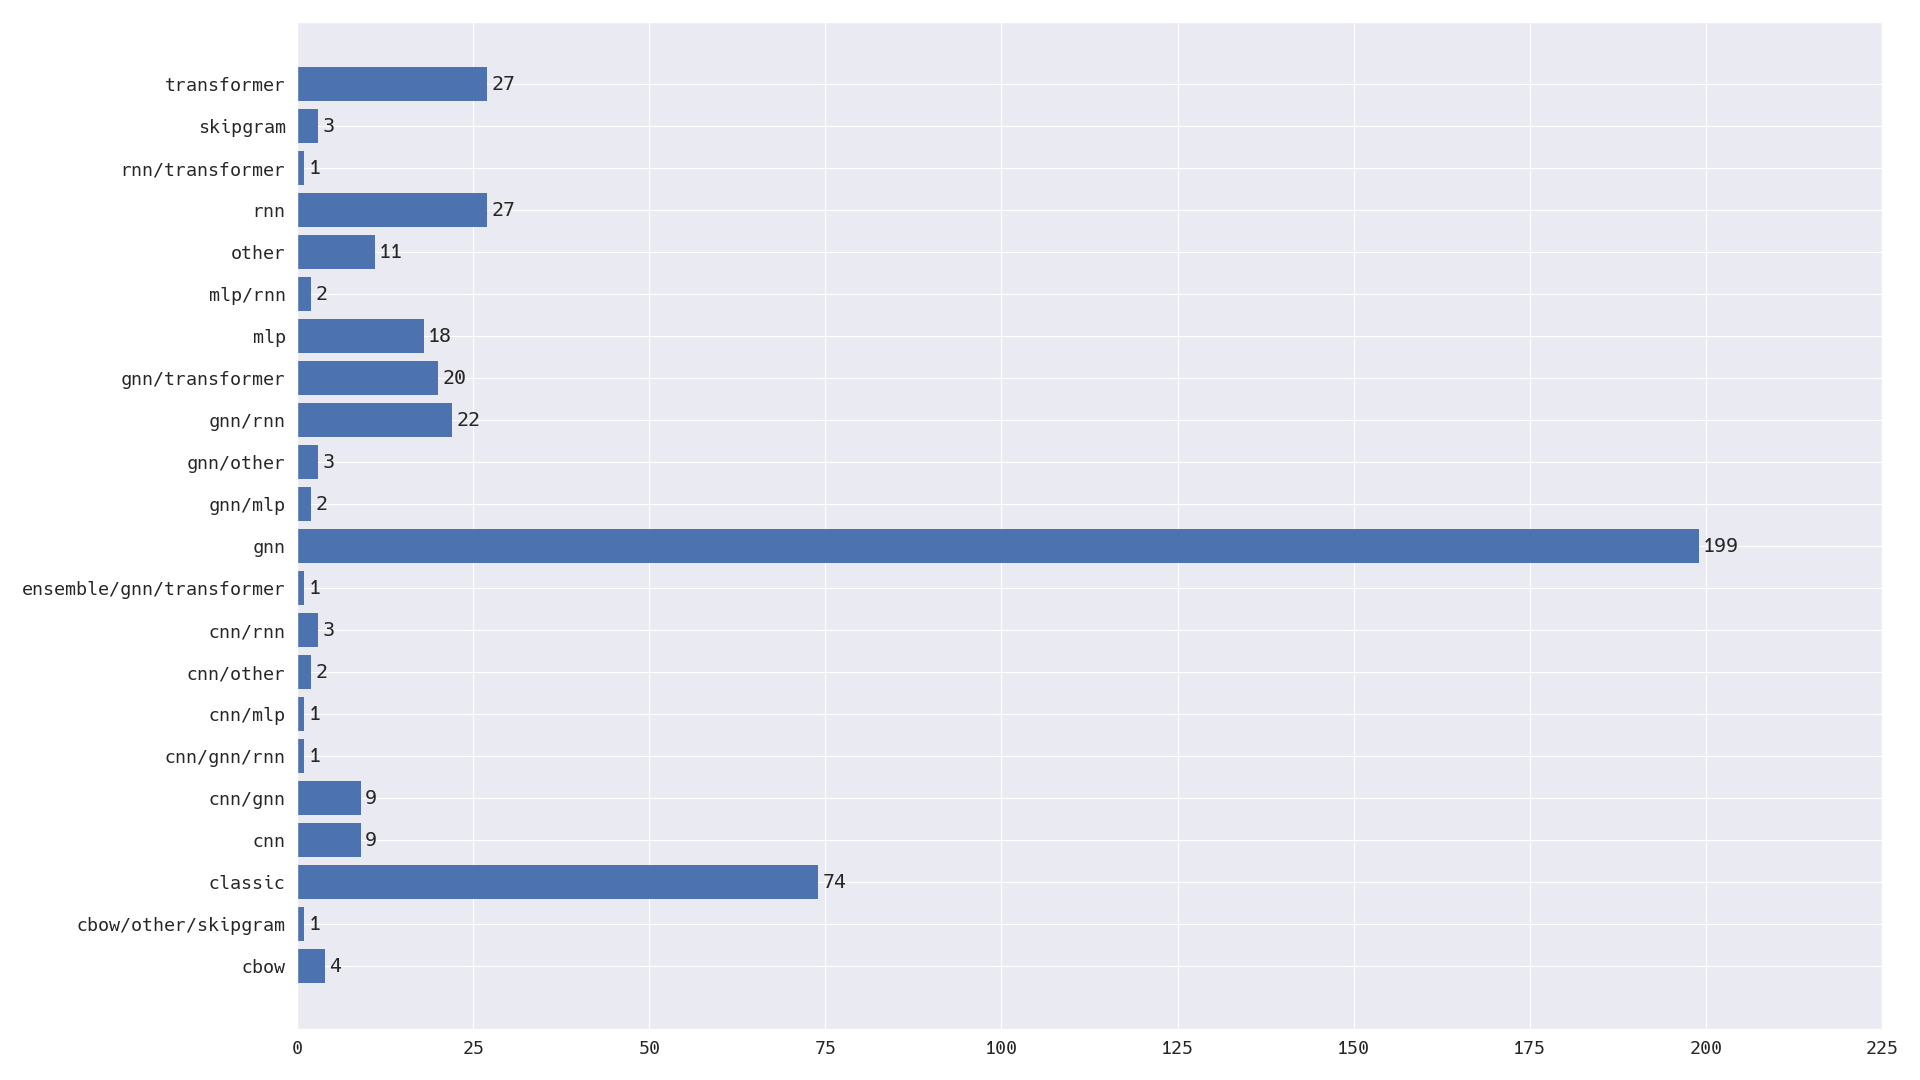 transformer 27
skipgram 3
rnn/transformer 1
rnn 27
other 11
mlp/rnn 2
mlp 18
gnn/transformer 20
gnn/rnn 22
gnn/other 3
gnn/mlp 2
gnn 199
ensemble/gnn/transformer 1
cnn/rnn 3
cnn/other 2
cnn/mlp 1
cnn/gnn/rnn 1
cnn/gnn 9
cnn 9
classic 74
cbow/other/skipgram 1
cbow 4
0 25 50 75 100 125 150 175 200 225